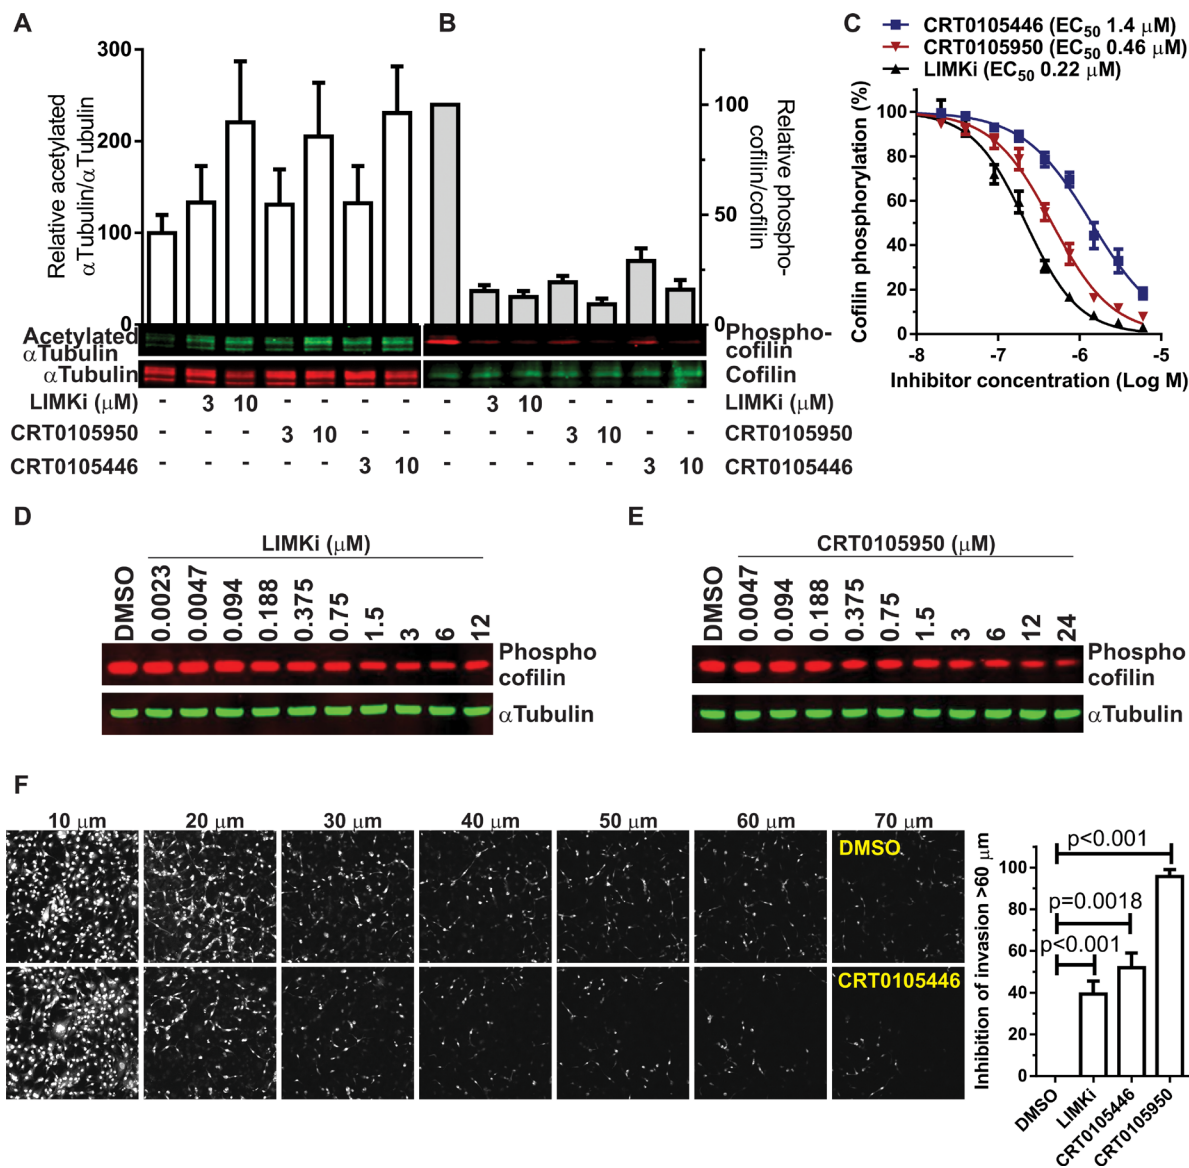 A
B
C
CRT0105446 (EC50 1.4 μM)
CRT0105950 (EC50 0.46 μM)
LIMKi (EC50 0.22 μM)
Relative acetylated
αTubulin/αTubulin
300
200
100
0
Relative phospho-
cofilin/cofilin
100
50
0
Cofilin phosphorylation (%)
100
80
60
40
20
0
-8 -7 -6 -5
Inhibitor concentration (Log M)
Acetylated
αTubulin
Phospho-
cofilin
αTubulin
Cofilin
LIMKi (μM) - 3 10 - - - - - 3 10 - - - - LIMKi (μM)
CRT0105950 - - - 3 10 - - - - - 3 10 - - CRT0105950
CRT0105446 - - - - - 3 10 - - - - - 3 10 CRT0105446
D
LIMKi (μM)
DMSO 0.0023 0.0047 0.094 0.188 0.375 0.75 1.5 3 6 12
Phospho
cofilin
αTubulin
E
CRT0105950 (μM)
DMSO 0.0047 0.094 0.188 0.375 0.75 1.5 3 6 12 24
Phospho
cofilin
αTubulin
F
10 μm 20 μm 30 μm 40 μm 50 μm 60 μm 70 μm
DMSO
CRT0105446
Inhibition of invasion >60 μm
100
80
60
40
20
0
p<0.001
p=0.0018
p<0.001
DMSO
LIMKi
CRT0105446
CRT0105950